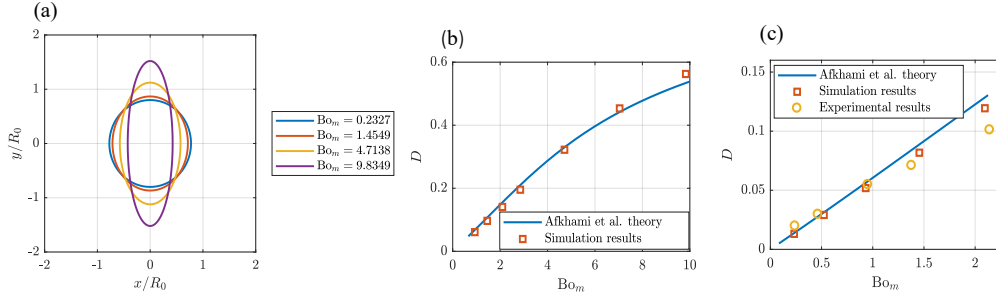 (a)
2
1
0
-1
-2
-2
-1
0
1
2
y/R₀
x/R₀
Boₘ = 0.2327
Boₘ = 1.4549
Boₘ = 4.7138
Boₘ = 9.8349
(b)
0.6
0.4
0.2
0
0
2
4
6
8
10
D
Boₘ
Afkhami et al. theory
Simulation results
(c)
0.15
0.1
0.05
0
0
0.5
1
1.5
2
D
Boₘ
Afkhami et al. theory
Simulation results
Experimental results